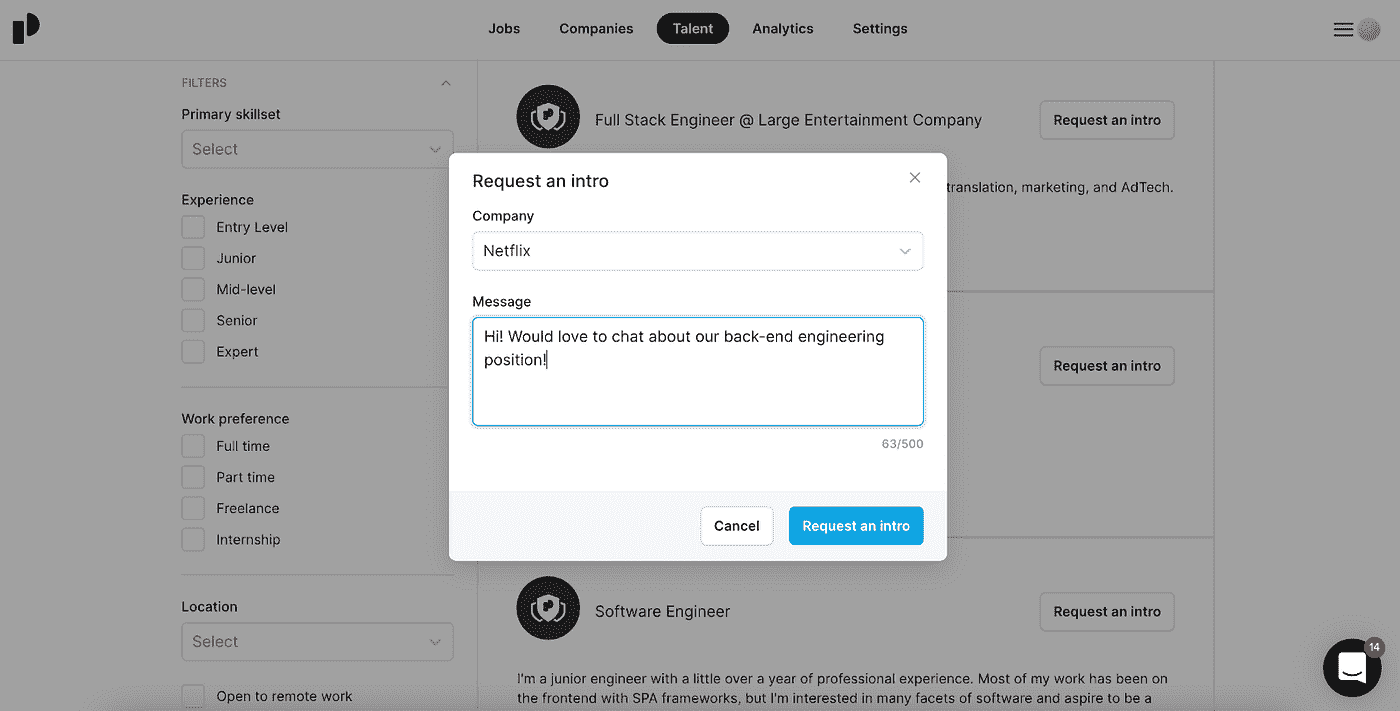 Jobs
Companies
Talent
Analytics
Settings
FILTERS
Primary skillset
Select
Experience
Entry Level
Junior
Mid-level
Senior
Expert
Work preference
Full time
Part time
Freelance
Internship
Location
Select
Open to remote work
Full Stack Engineer @ Large Entertainment Company
Request an intro
translation, marketing, and AdTech.
Request an intro
Request an intro
Company
Netflix
Message
Hi! Would love to chat about our back-end engineering
position!
63/500
Cancel
Request an intro
Software Engineer
Request an intro
I'm a junior engineer with a little over a year of professional experience. Most of my work has been on
the frontend with SPA frameworks, but I'm interested in many facets of software and aspire to be a
14